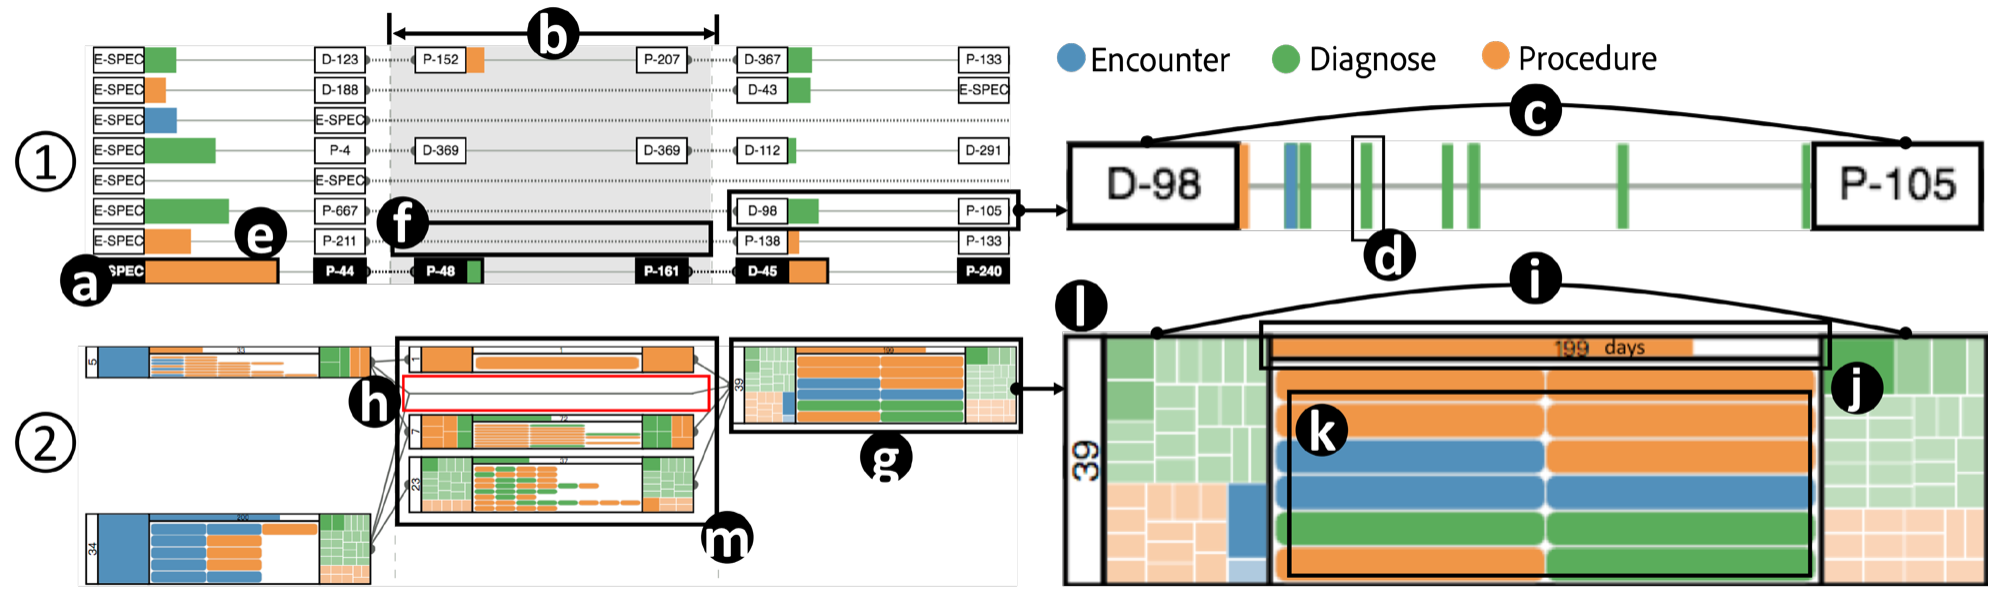 b
Encounter Diagnose Procedure
1
E-SPEC D-123 P-152 P-207 D-367 P-133
E-SPEC D-188 D-43 E-SPEC
E-SPEC E-SPEC
E-SPEC P-4 D-369 D-369 D-112 D-291
E-SPEC E-SPEC
E-SPEC P-667 D-98 P-105
E-SPEC P-211 P-138 P-133
SPEC P-44 P-48 P-161 D-45 P-240
a
e
f
c
D-98 P-105
d
2
5 33
h
1 1
7 72
23 37
34 200
m
39 199
g
i
l
199 days
j
k
39